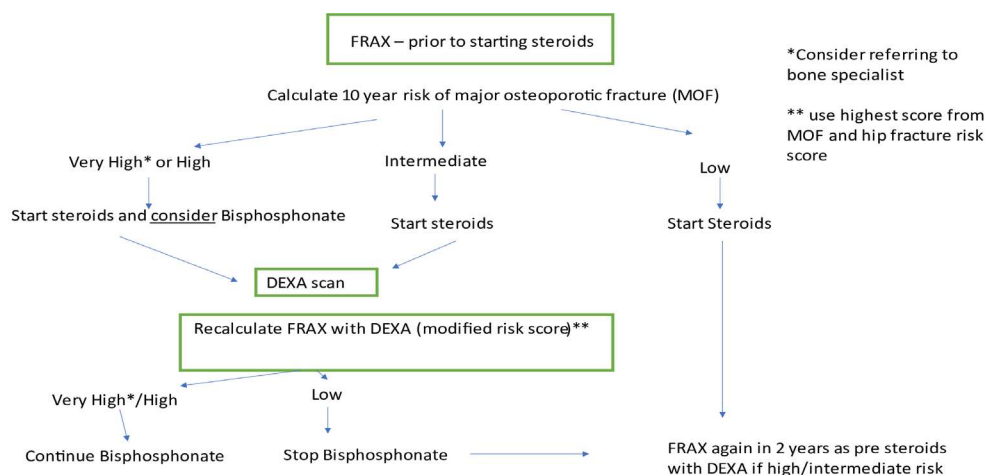 FRAX – prior to starting steroids
*Consider referring to
bone specialist
** use highest score from
MOF and hip fracture risk
score
Calculate 10 year risk of major osteoporotic fracture (MOF)
Very High* or High
Intermediate
Low
Start steroids and consider Bisphosphonate
Start steroids
Start Steroids
DEXA scan
Recalculate FRAX with DEXA (modified risk score)**
Very High*/High
Low
Continue Bisphosphonate
Stop Bisphosphonate
FRAX again in 2 years as pre steroids
with DEXA if high/intermediate risk